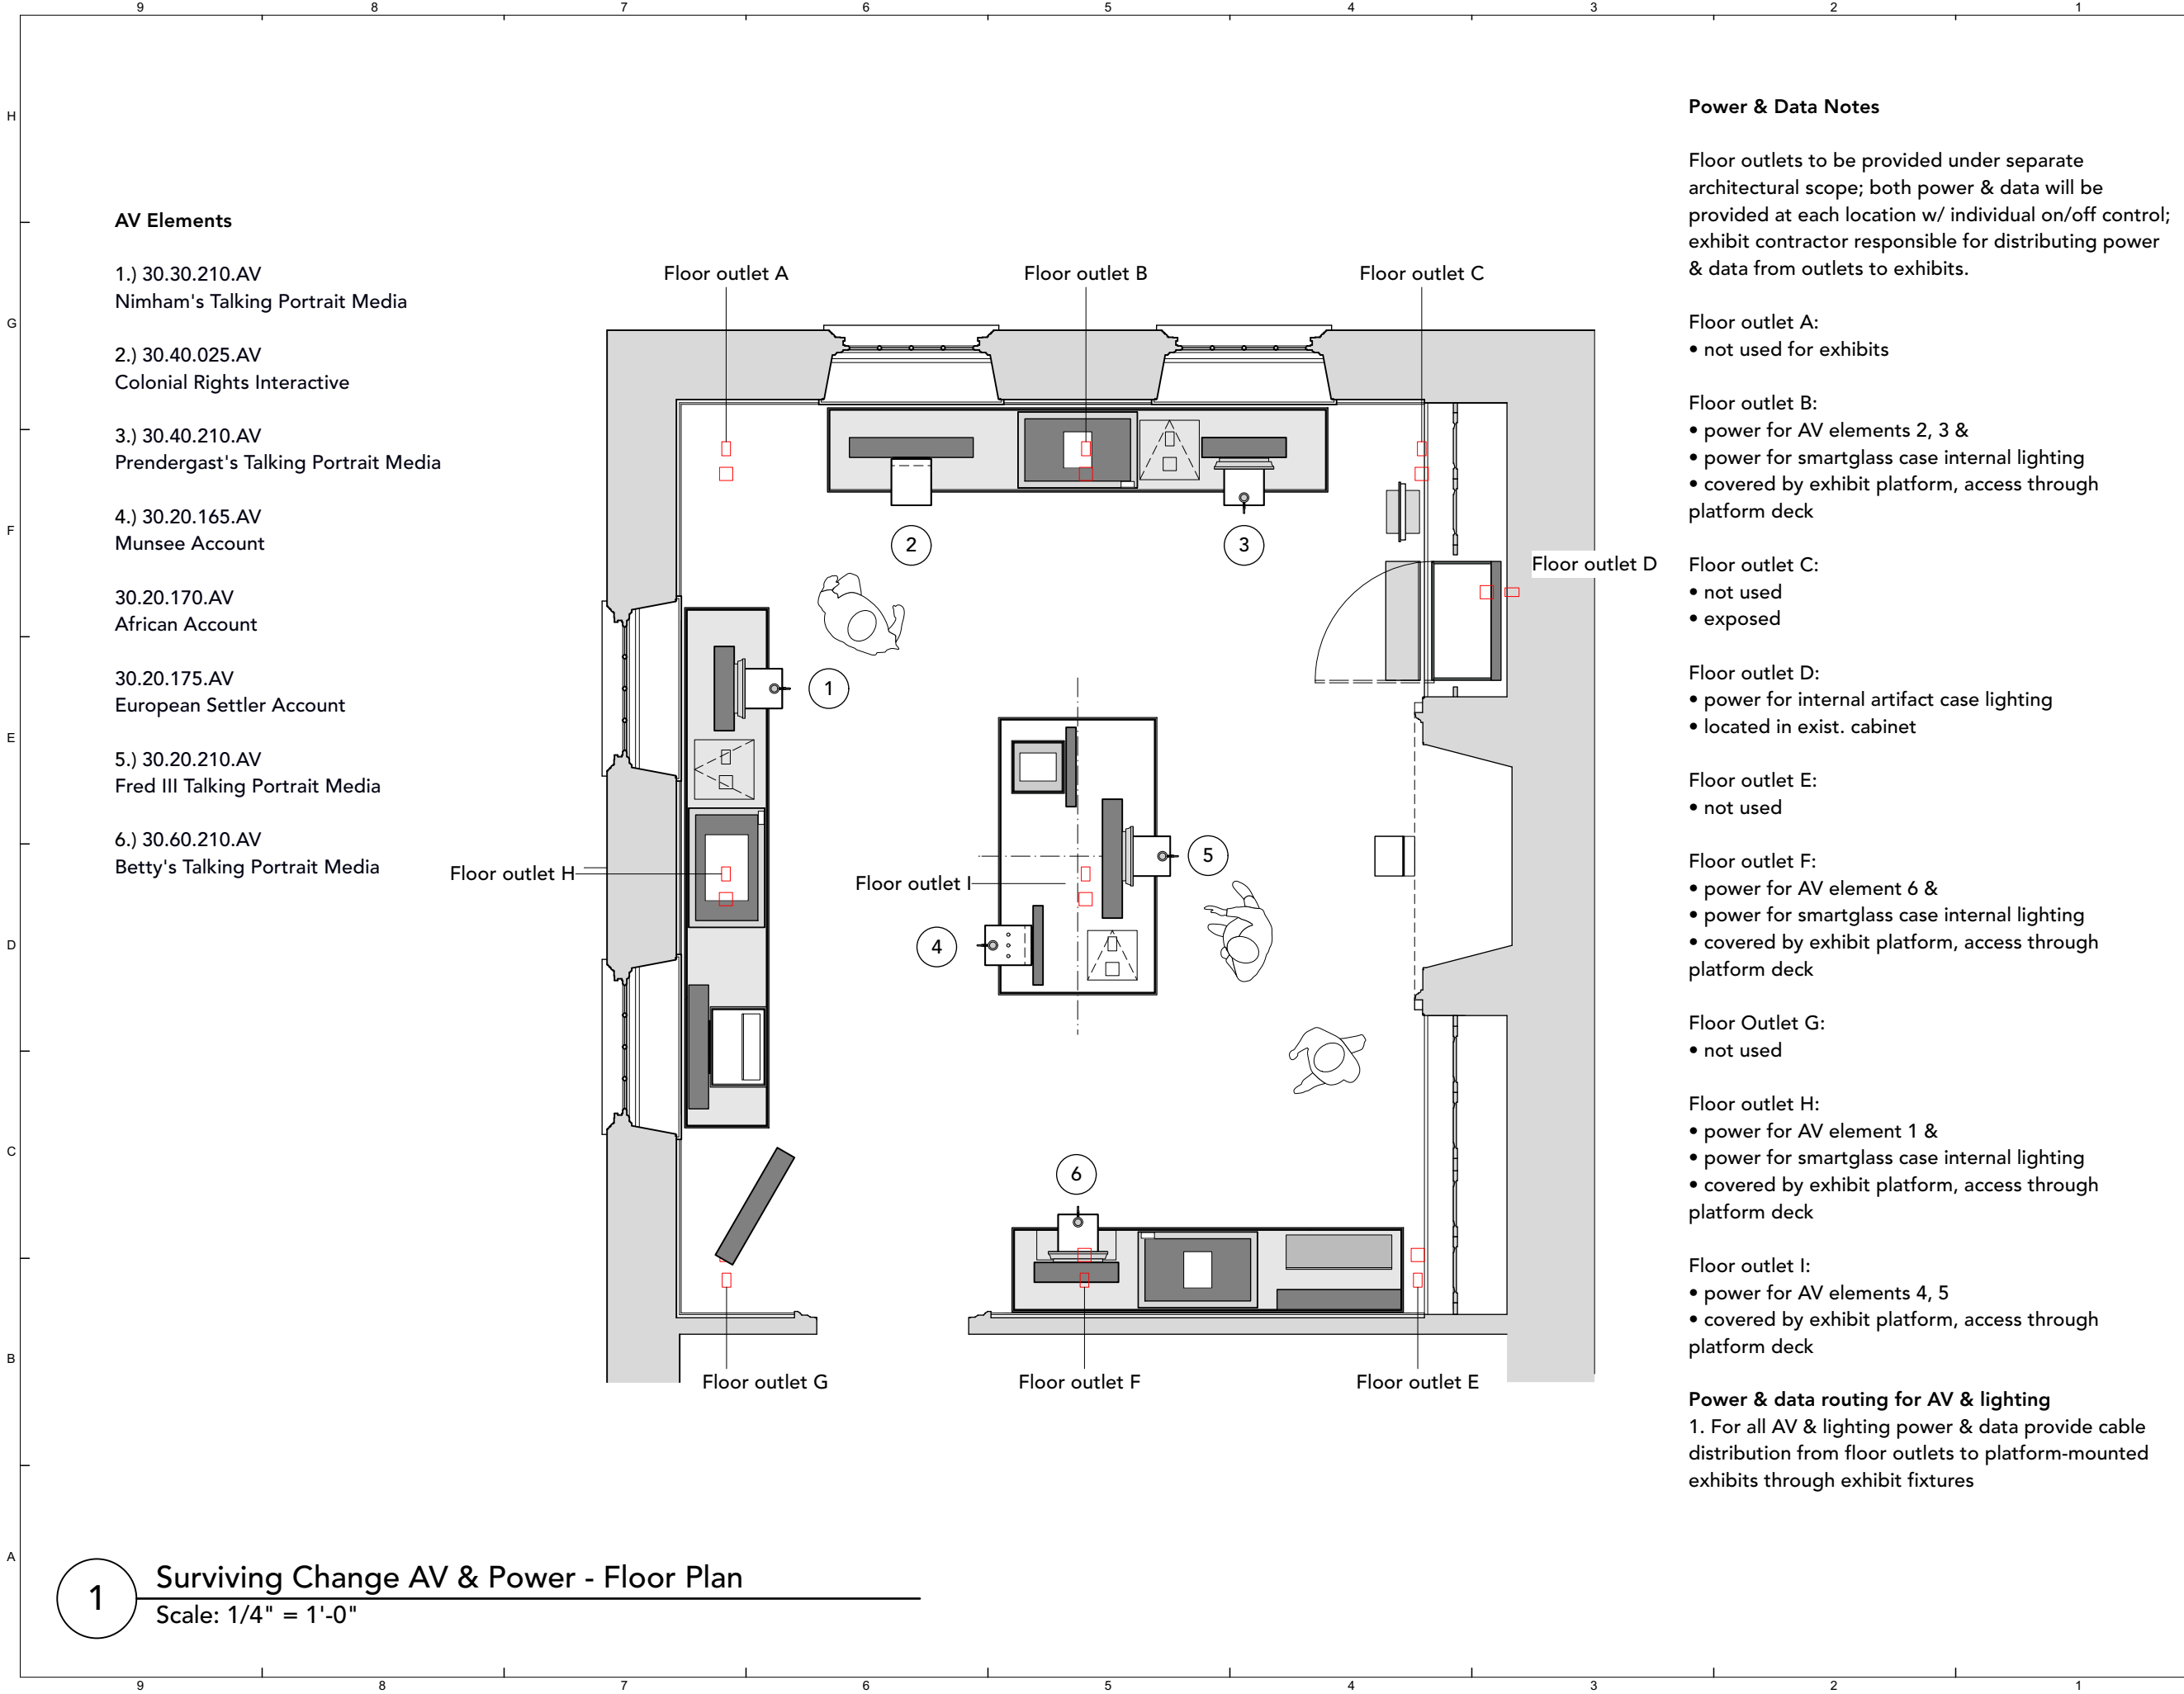 9 8 7 6 5 4 3 2 1
H
G
F
E
D
C
B
A
AV Elements
1.) 30.30.210.AV
Nimham's Talking Portrait Media
2.) 30.40.025.AV
Colonial Rights Interactive
3.) 30.40.210.AV
Prendergast's Talking Portrait Media
4.) 30.20.165.AV
Munsee Account
30.20.170.AV
African Account
30.20.175.AV
European Settler Account
5.) 30.20.210.AV
Fred III Talking Portrait Media
6.) 30.60.210.AV
Betty's Talking Portrait Media
Floor outlet A
Floor outlet B
Floor outlet C
2
3
Floor outlet D
1
5
Floor outlet H
Floor outlet I
4
6
Floor outlet G
Floor outlet F
Floor outlet E
Power & Data Notes
Floor outlets to be provided under separate
architectural scope; both power & data will be
provided at each location w/ individual on/off control;
exhibit contractor responsible for distributing power
& data from outlets to exhibits.
Floor outlet A:
• not used for exhibits
Floor outlet B:
• power for AV elements 2, 3 &
• power for smartglass case internal lighting
• covered by exhibit platform, access through
platform deck
Floor outlet C:
• not used
• exposed
Floor outlet D:
• power for internal artifact case lighting
• located in exist. cabinet
Floor outlet E:
• not used
Floor outlet F:
• power for AV element 6 &
• power for smartglass case internal lighting
• covered by exhibit platform, access through
platform deck
Floor Outlet G:
• not used
Floor outlet H:
• power for AV element 1 &
• power for smartglass case internal lighting
• covered by exhibit platform, access through
platform deck
Floor outlet I:
• power for AV elements 4, 5
• covered by exhibit platform, access through
platform deck
Power & data routing for AV & lighting
1. For all AV & lighting power & data provide cable
distribution from floor outlets to platform-mounted
exhibits through exhibit fixtures
1
Surviving Change AV & Power - Floor Plan
Scale: 1/4" = 1'-0"
9 8 7 6 5 4 3 2 1